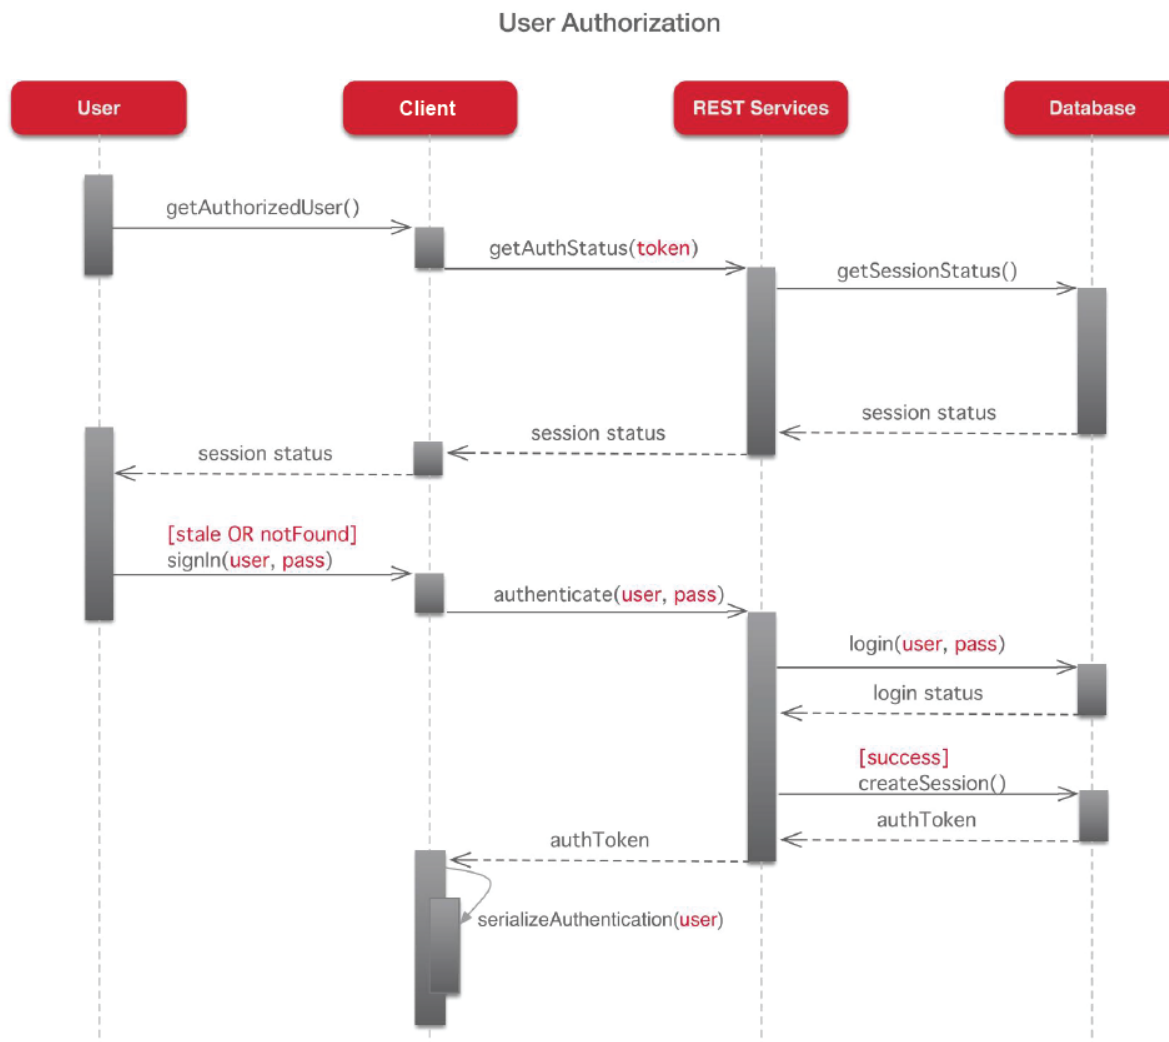 User Authorization
User
Client
REST Services
Database
getAuthorizedUser()
getAuthStatus(token)
getSessionStatus()
session status
session status
session status
[stale OR notFound]
signIn(user, pass)
authenticate(user, pass)
login(user, pass)
login status
[success]
createSession()
authToken
authToken
serializeAuthentication(user)